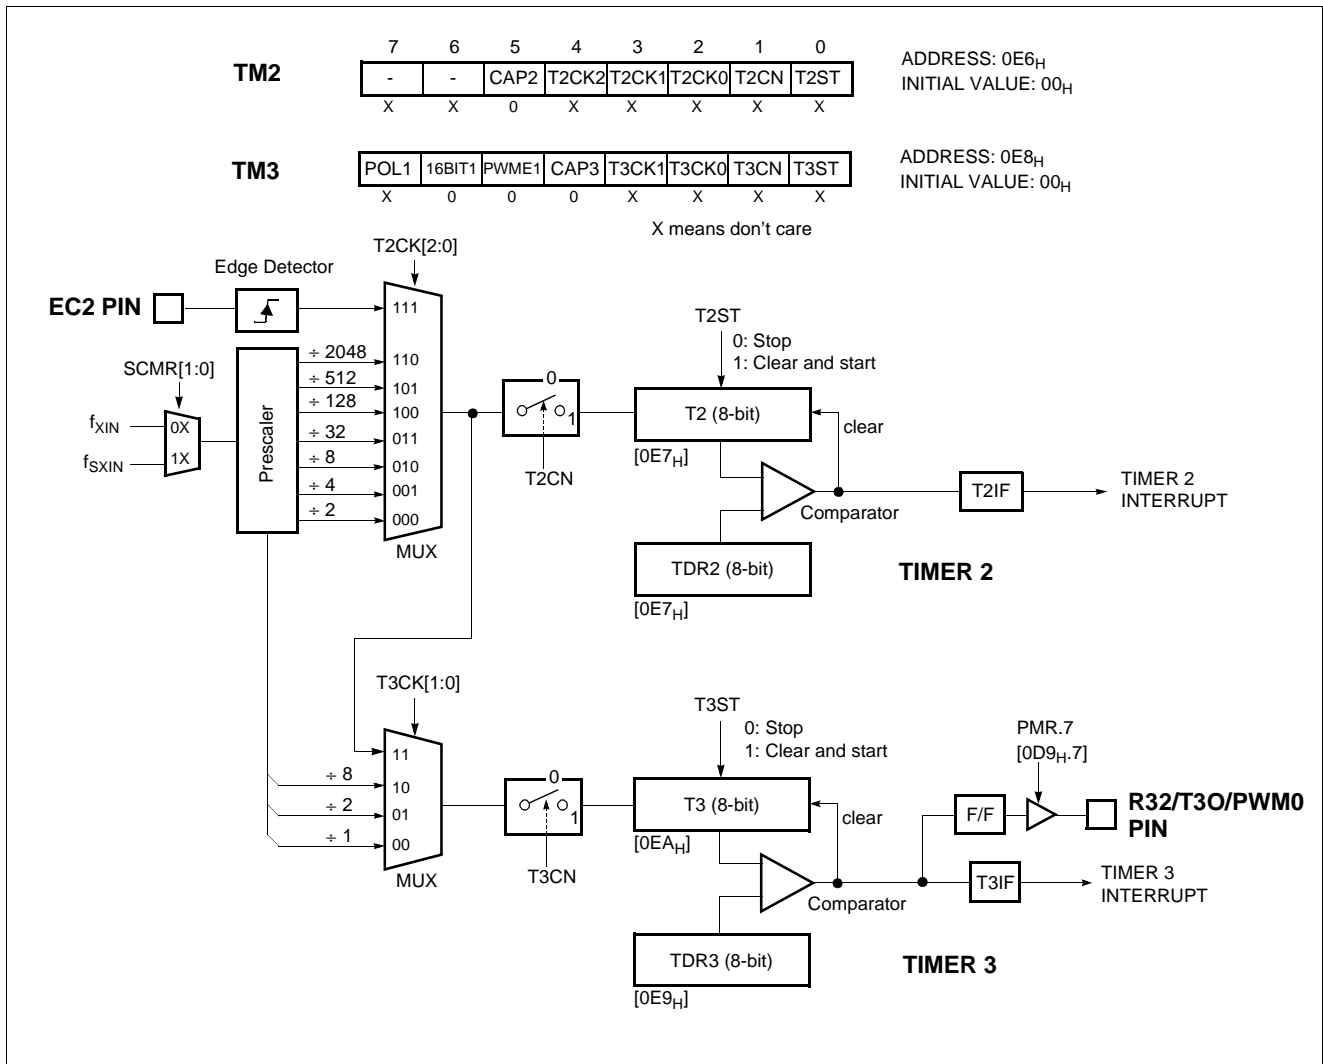 7 6 5 4 3 2 1 0
TM2
- - CAP2 T2CK2 T2CK1 T2CK0 T2CN T2ST
X X 0 X X X X X
ADDRESS: 0E6H
INITIAL VALUE: 00H
TM3
POL1 16BIT1 PWME1 CAP3 T3CK1 T3CK0 T3CN T3ST
X 0 0 0 X X X X
ADDRESS: 0E8H
INITIAL VALUE: 00H
X means don't care
T2CK[2:0]
Edge Detector
EC2 PIN
111
SCMR[1:0]
fXIN
fSXIN
0X
1X
Prescaler
÷ 2048 110
÷ 512 101
÷ 128 100
÷ 32 011
÷ 8 010
÷ 4 001
÷ 2 000
MUX
0
1
T2CN
T2ST
0: Stop
1: Clear and start
T2 (8-bit)
[0E7H]
clear
Comparator
T2IF
TIMER 2
INTERRUPT
TDR2 (8-bit)
[0E7H]
TIMER 2
T3CK[1:0]
11
÷ 8 10
÷ 2 01
÷ 1 00
MUX
0
1
T3CN
T3ST
0: Stop
1: Clear and start
T3 (8-bit)
[0EAH]
clear
Comparator
PMR.7
[0D9H.7]
F/F
R32/T3O/PWM0
PIN
T3IF
TIMER 3
INTERRUPT
TDR3 (8-bit)
[0E9H]
TIMER 3